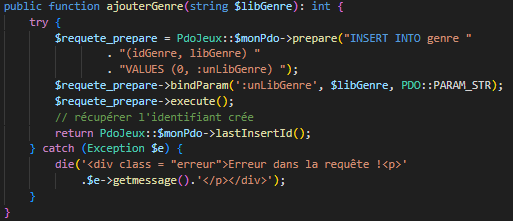 public function ajouterGenre(string $libGenre): int {
    try {
        $requete_prepare = PdoJeux::$monPdo->prepare("INSERT INTO genre "
                . "(idGenre, libGenre) "
                . "VALUES (0, :unLibGenre) ");
        $requete_prepare->bindParam(':unLibGenre', $libGenre, PDO::PARAM_STR);
        $requete_prepare->execute();
        // récupérer l'identifiant crée
        return PdoJeux::$monPdo->lastInsertId();
    } catch (Exception $e) {
        die('<div class = "erreur">Erreur dans la requête !<p>'
            .$e->getmessage().'</p></div>');
    }
}